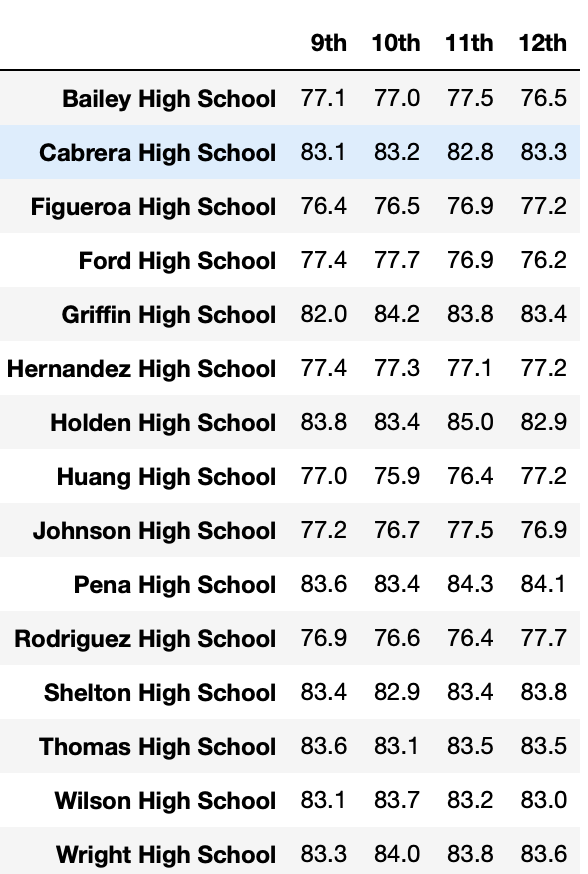 9th 10th 11th 12th
Bailey High School 77.1 77.0 77.5 76.5
Cabrera High School 83.1 83.2 82.8 83.3
Figueroa High School 76.4 76.5 76.9 77.2
Ford High School 77.4 77.7 76.9 76.2
Griffin High School 82.0 84.2 83.8 83.4
Hernandez High School 77.4 77.3 77.1 77.2
Holden High School 83.8 83.4 85.0 82.9
Huang High School 77.0 75.9 76.4 77.2
Johnson High School 77.2 76.7 77.5 76.9
Pena High School 83.6 83.4 84.3 84.1
Rodriguez High School 76.9 76.6 76.4 77.7
Shelton High School 83.4 82.9 83.4 83.8
Thomas High School 83.6 83.1 83.5 83.5
Wilson High School 83.1 83.7 83.2 83.0
Wright High School 83.3 84.0 83.8 83.6